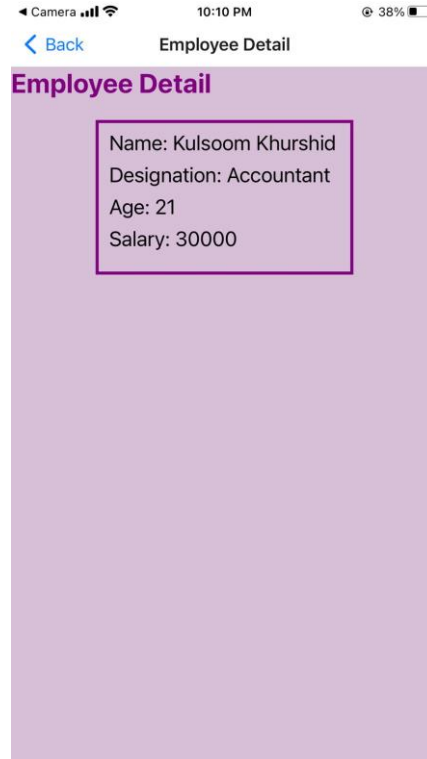 Camera
10:10 PM
38%
Back
Employee Detail
Employee Detail
Name: Kulsoom Khurshid
Designation: Accountant
Age: 21
Salary: 30000